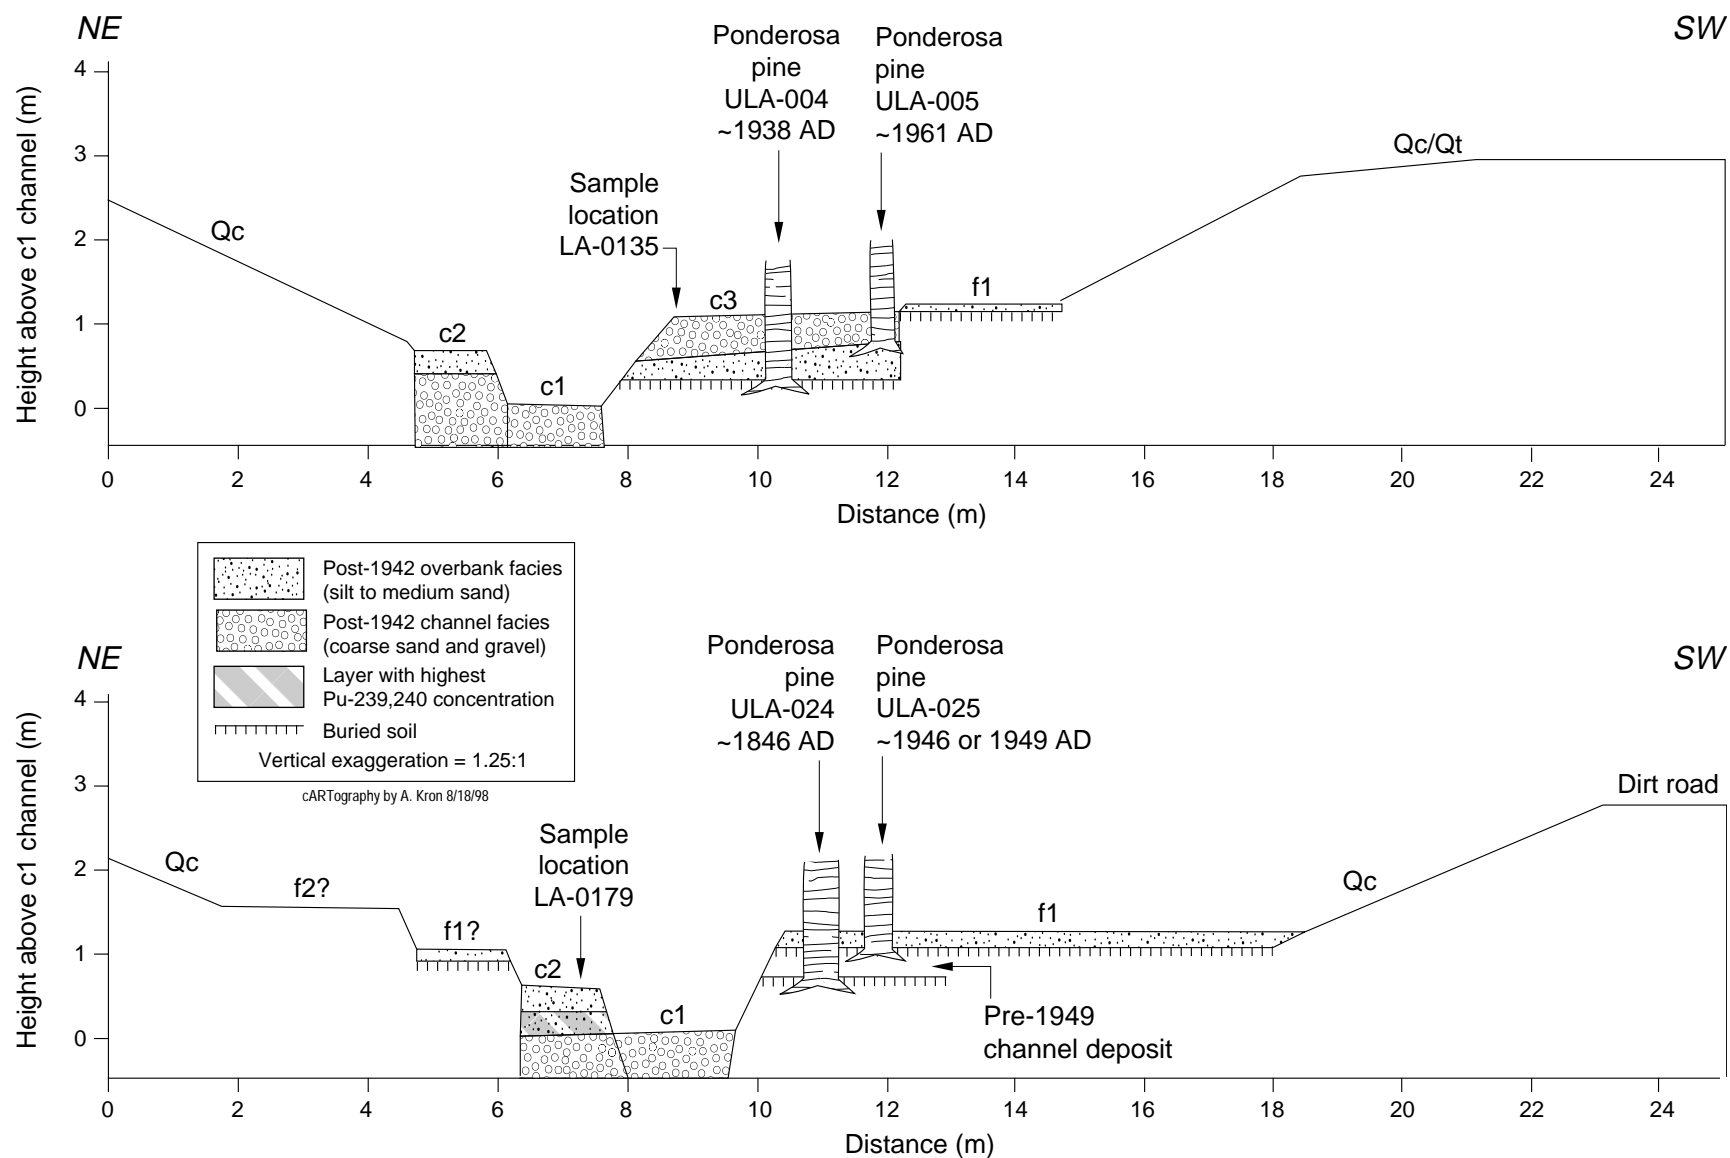 NE
SW
Ponderosa
pine
ULA-004
~1938 AD
Ponderosa
pine
ULA-005
~1961 AD
Height above c1 channel (m)
4
3
2
1
0
Qc
Sample
location
LA-0135
Qc/Qt
c2
c1
c3
f1
0 2 4 6 8 10 12 14 16 18 20 22 24
Distance (m)
Post-1942 overbank facies
(silt to medium sand)
Post-1942 channel facies
(coarse sand and gravel)
Layer with highest
Pu-239,240 concentration
Buried soil
Vertical exaggeration = 1.25:1
cARTography by A. Kron 8/18/98
NE
SW
Ponderosa
pine
ULA-024
~1846 AD
Ponderosa
pine
ULA-025
~1946 or 1949 AD
Height above c1 channel (m)
4
3
2
1
0
Dirt road
Sample
location
LA-0179
Qc
f2?
f1?
c2
c1
f1
Qc
Pre-1949
channel deposit
0 2 4 6 8 10 12 14 16 18 20 22 24
Distance (m)